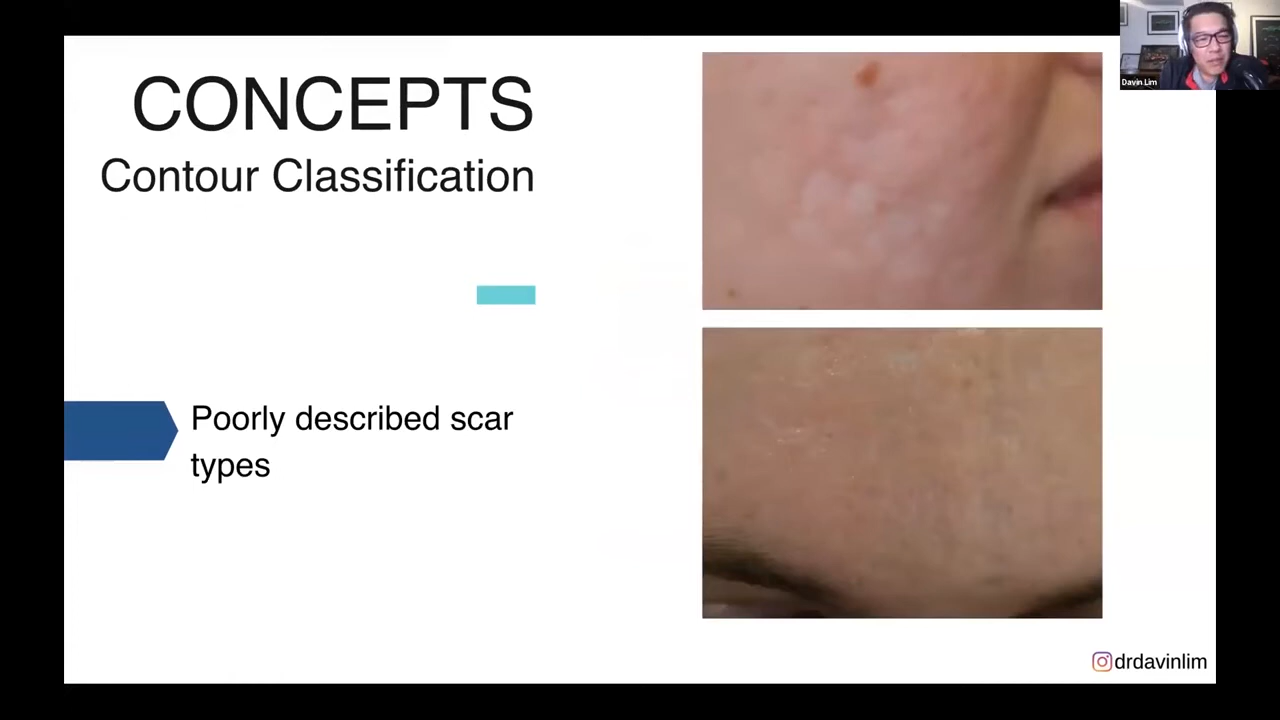 CONCEPTS
Contour Classification
Poorly described scar
types
drdavinlim
Davin Lim